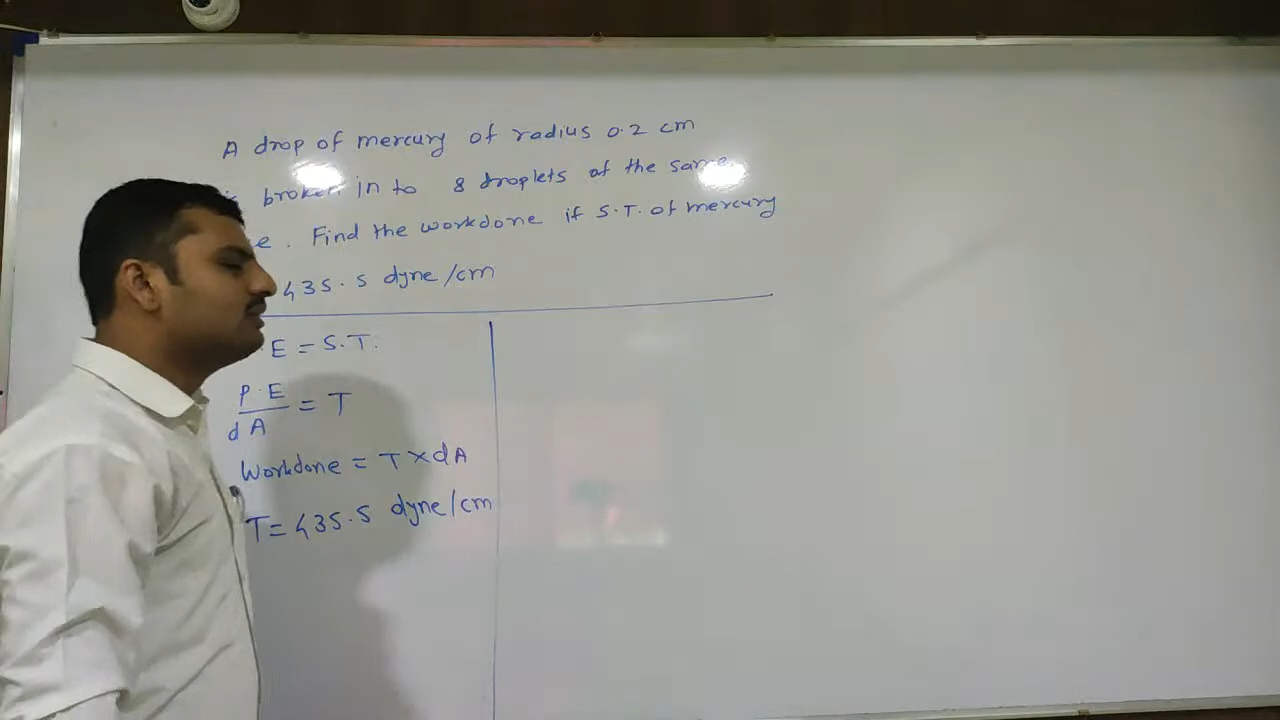 A drop of mercury of radius 0.2 cm
broken in to 8 droplets of the same
e. Find the workdone if S.T. of mercury
435.5 dyne/cm
E = S.T.
P.E
dA = T
Workdone = T × dA
T = 435.5 dyne/cm